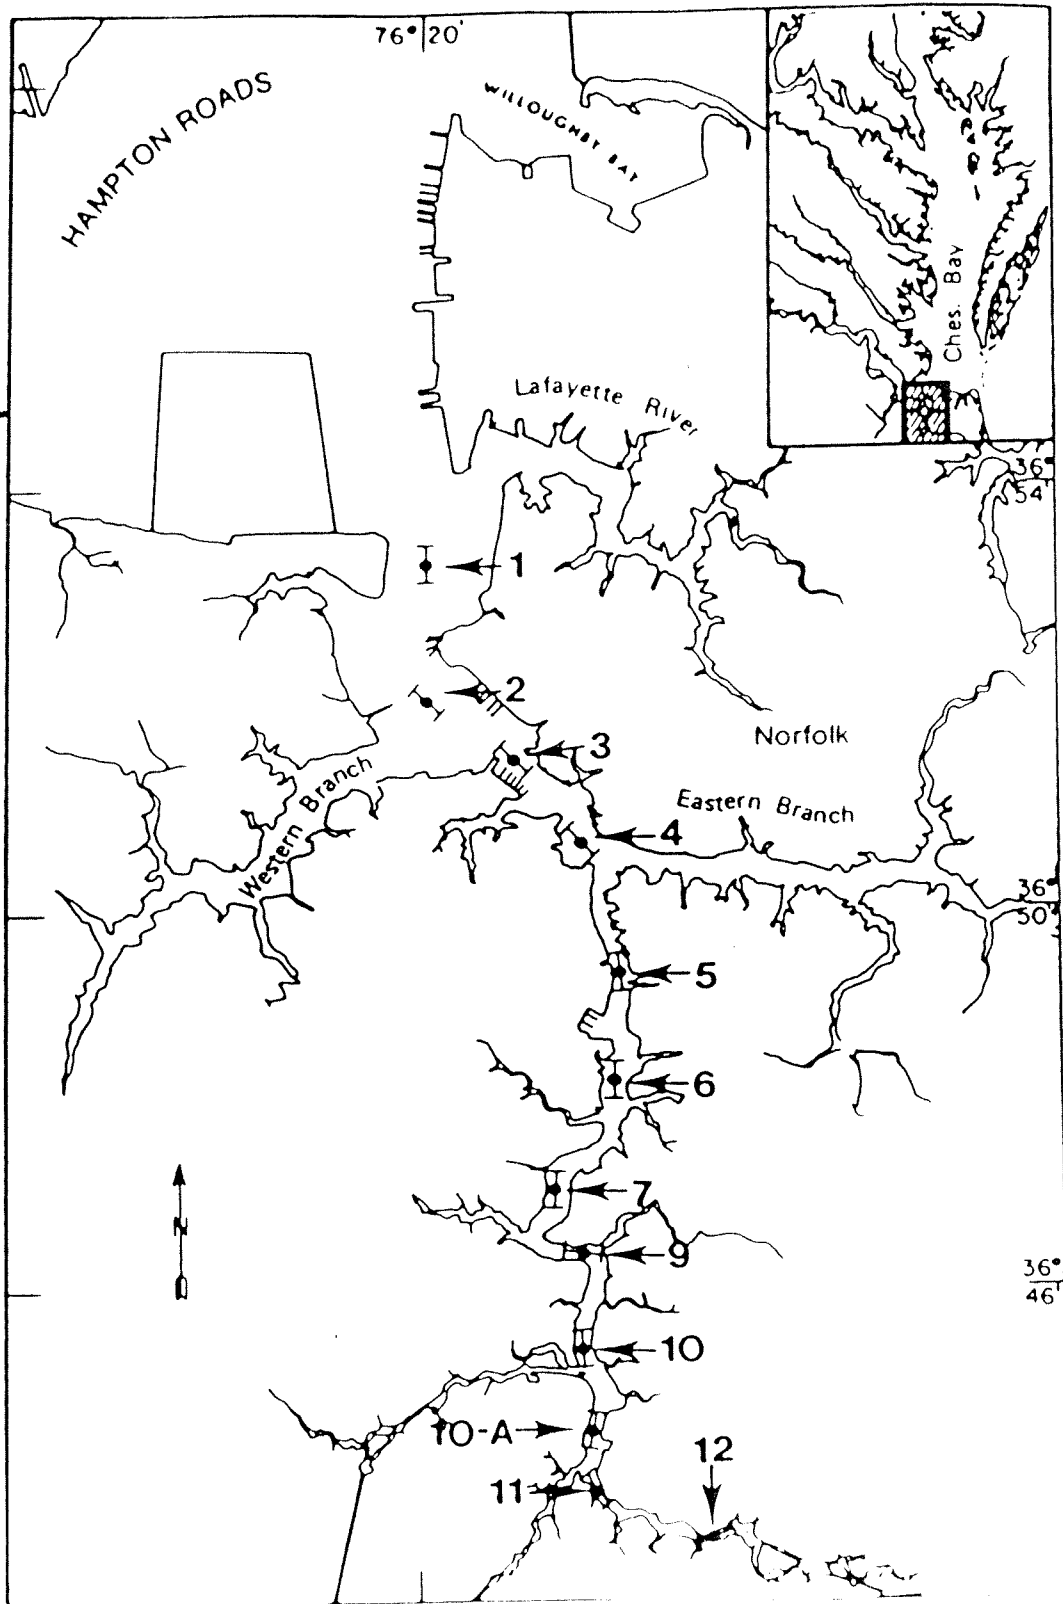 76° 20'
HAMPTON ROADS
WILLOUGHBY BAY
Ches. Bay
Lafayette River
36°
54'
1
2
3
Norfolk
Western Branch
Eastern Branch
4
36°
50'
5
6
7
N
9
36°
46'
10
10-A
12
11